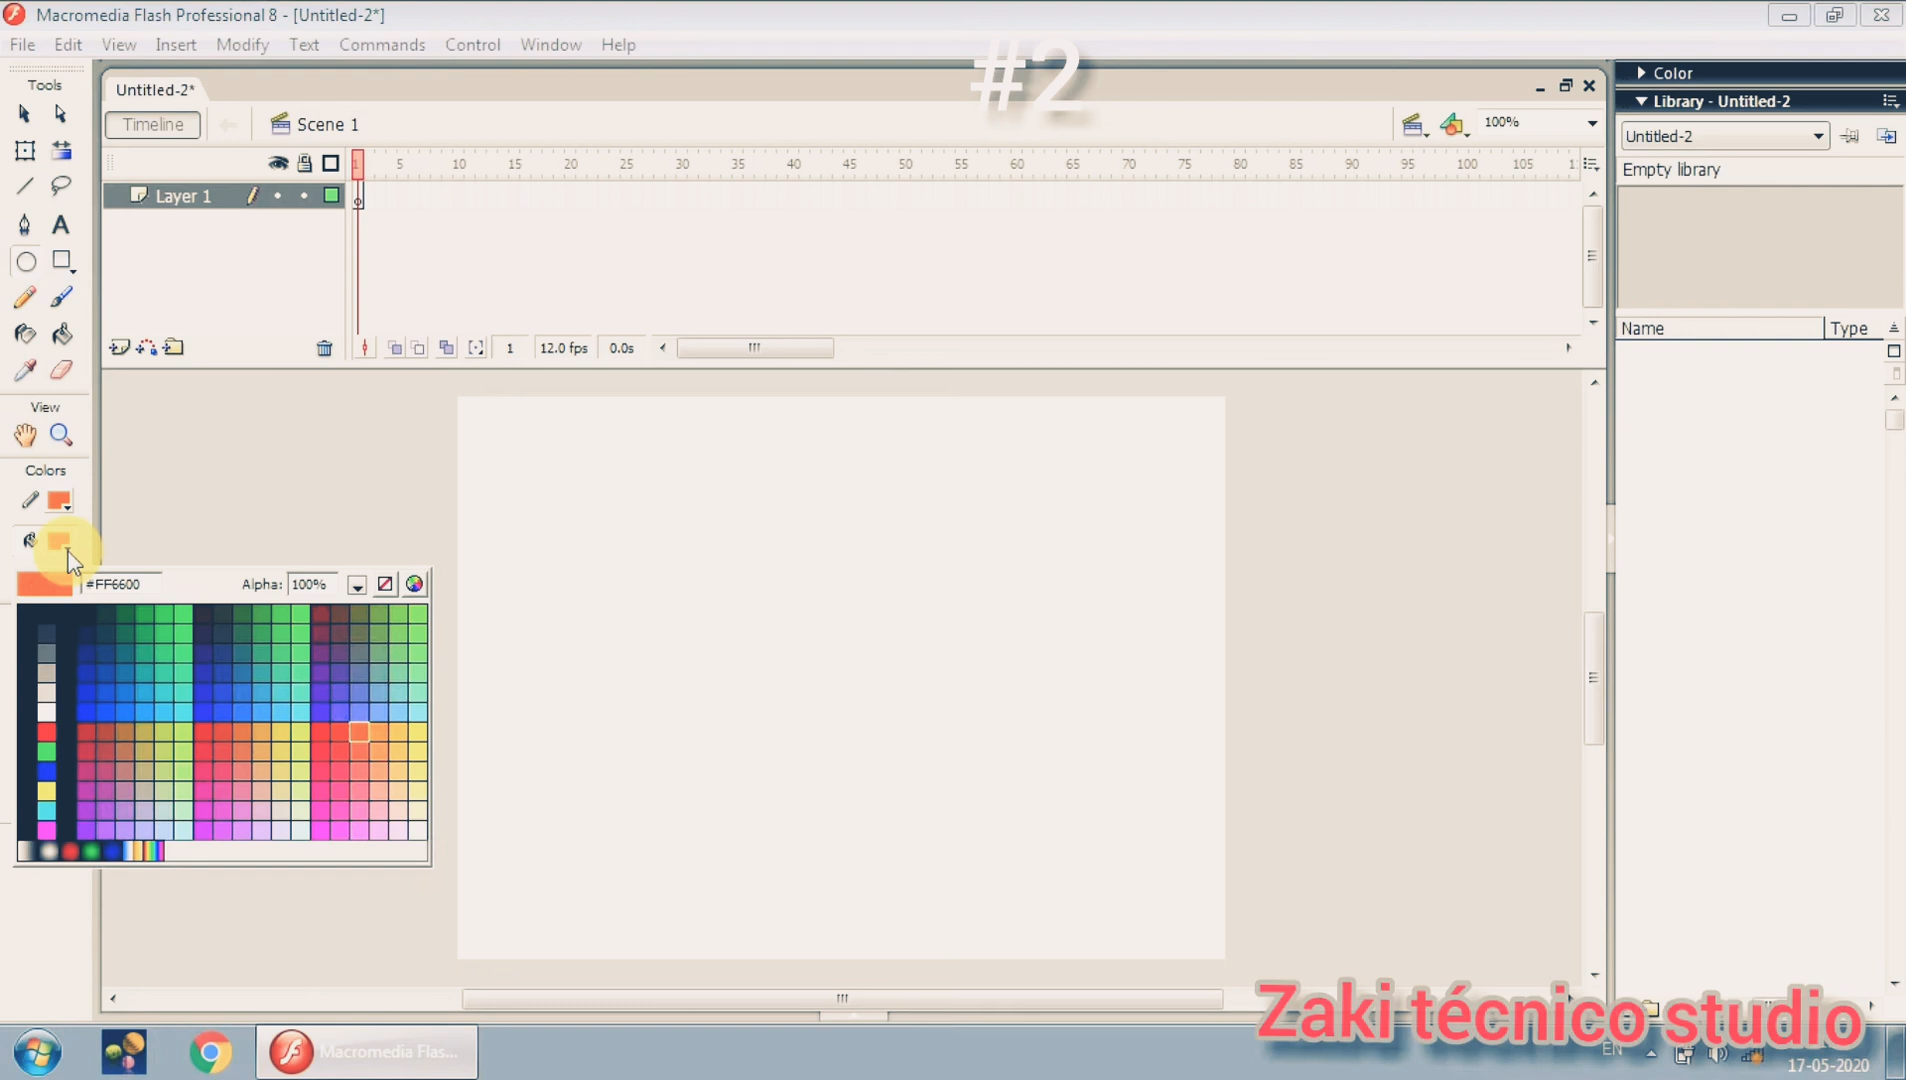 Macromedia Flash Professional 8 - [Untitled-2*]
File Edit View Insert Modify Text Commands Control Window Help
#2
Tools
Untitled-2*
Timeline
Scene 1
100%
1 5 10 15 20 25 30 35 40 45 50 55 60 65 70 75 80 85 90 95 100 105
Layer 1
1 12.0 fps 0.0s
View
Colors
#FF6600 Alpha: 100%
Color
Library - Untitled-2
Untitled-2
Empty library
Name Type
Zaki técnico studio
Macromedia Flas...
EN
17-05-2020